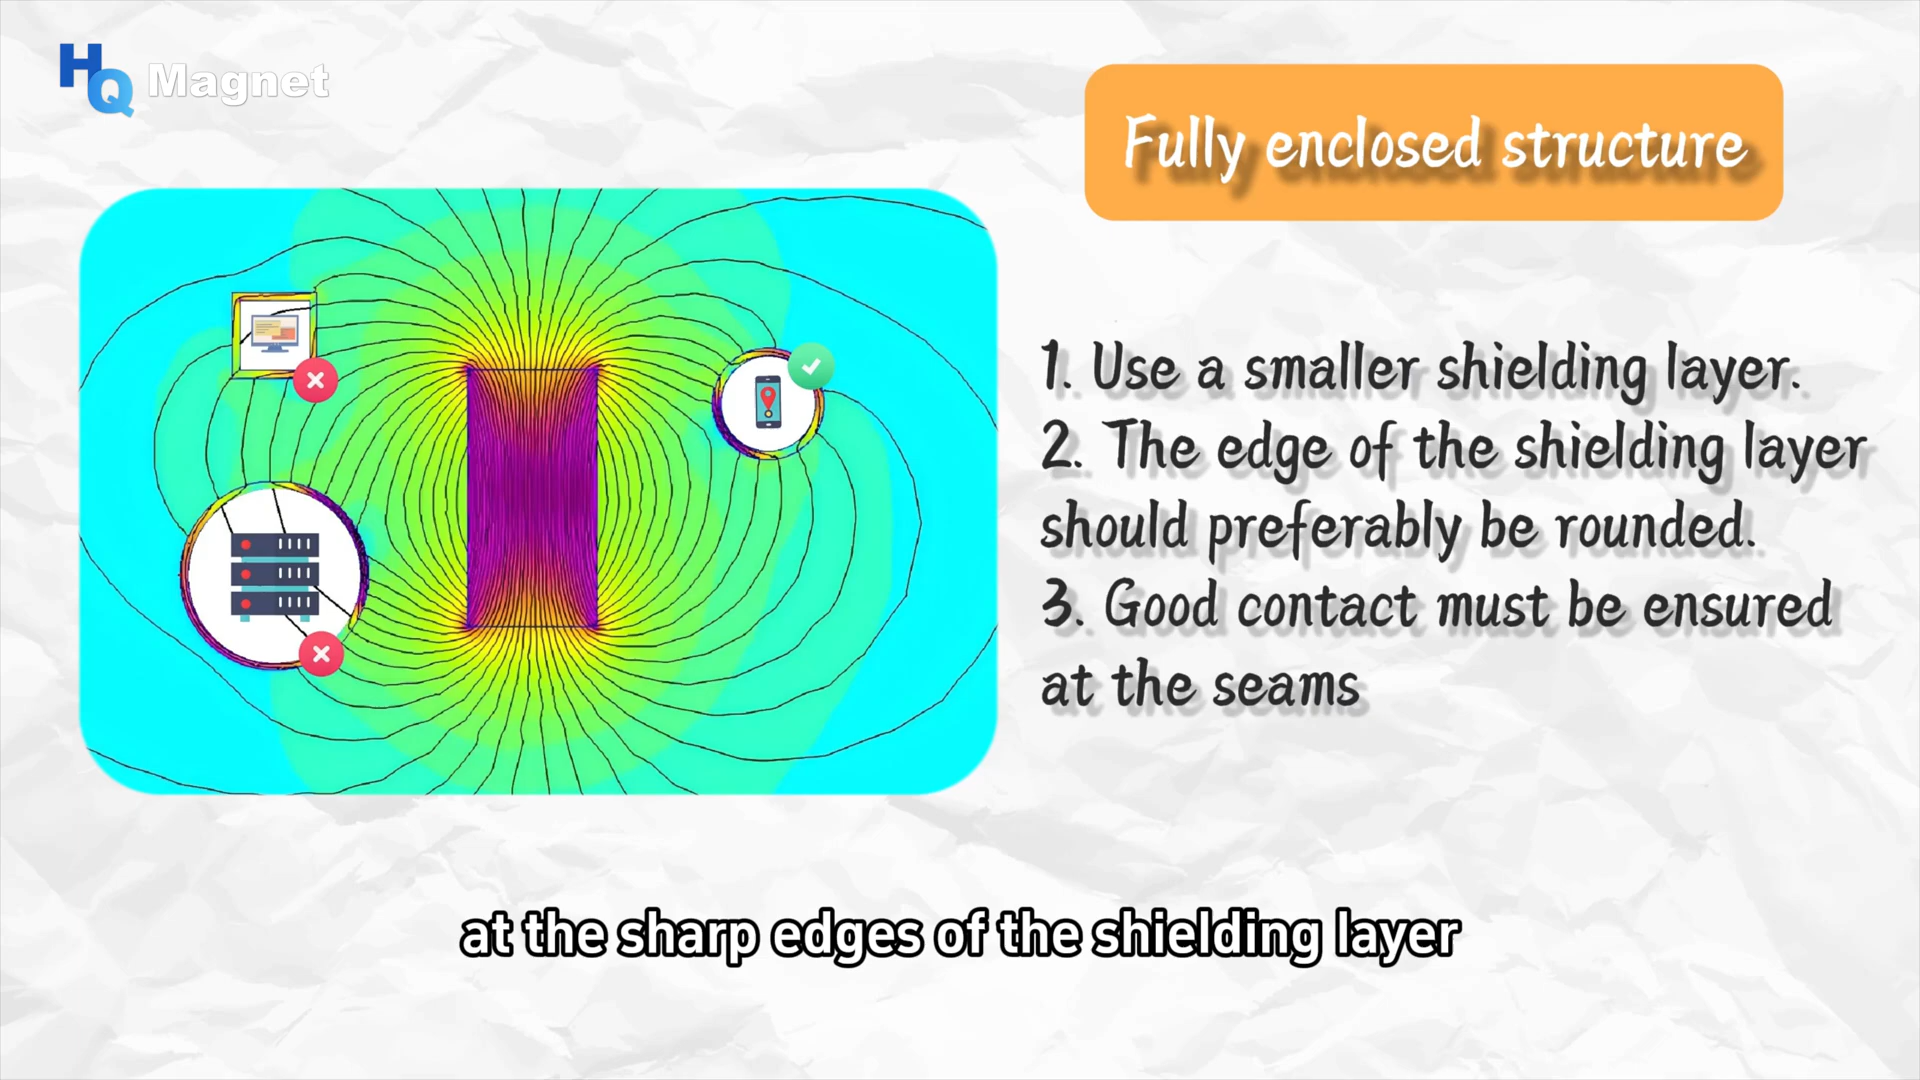 HQ Magnet
Fully enclosed structure
1. Use a smaller shielding layer.
2. The edge of the shielding layer
should preferably be rounded.
3. Good contact must be ensured
at the seams
at the sharp edges of the shielding layer